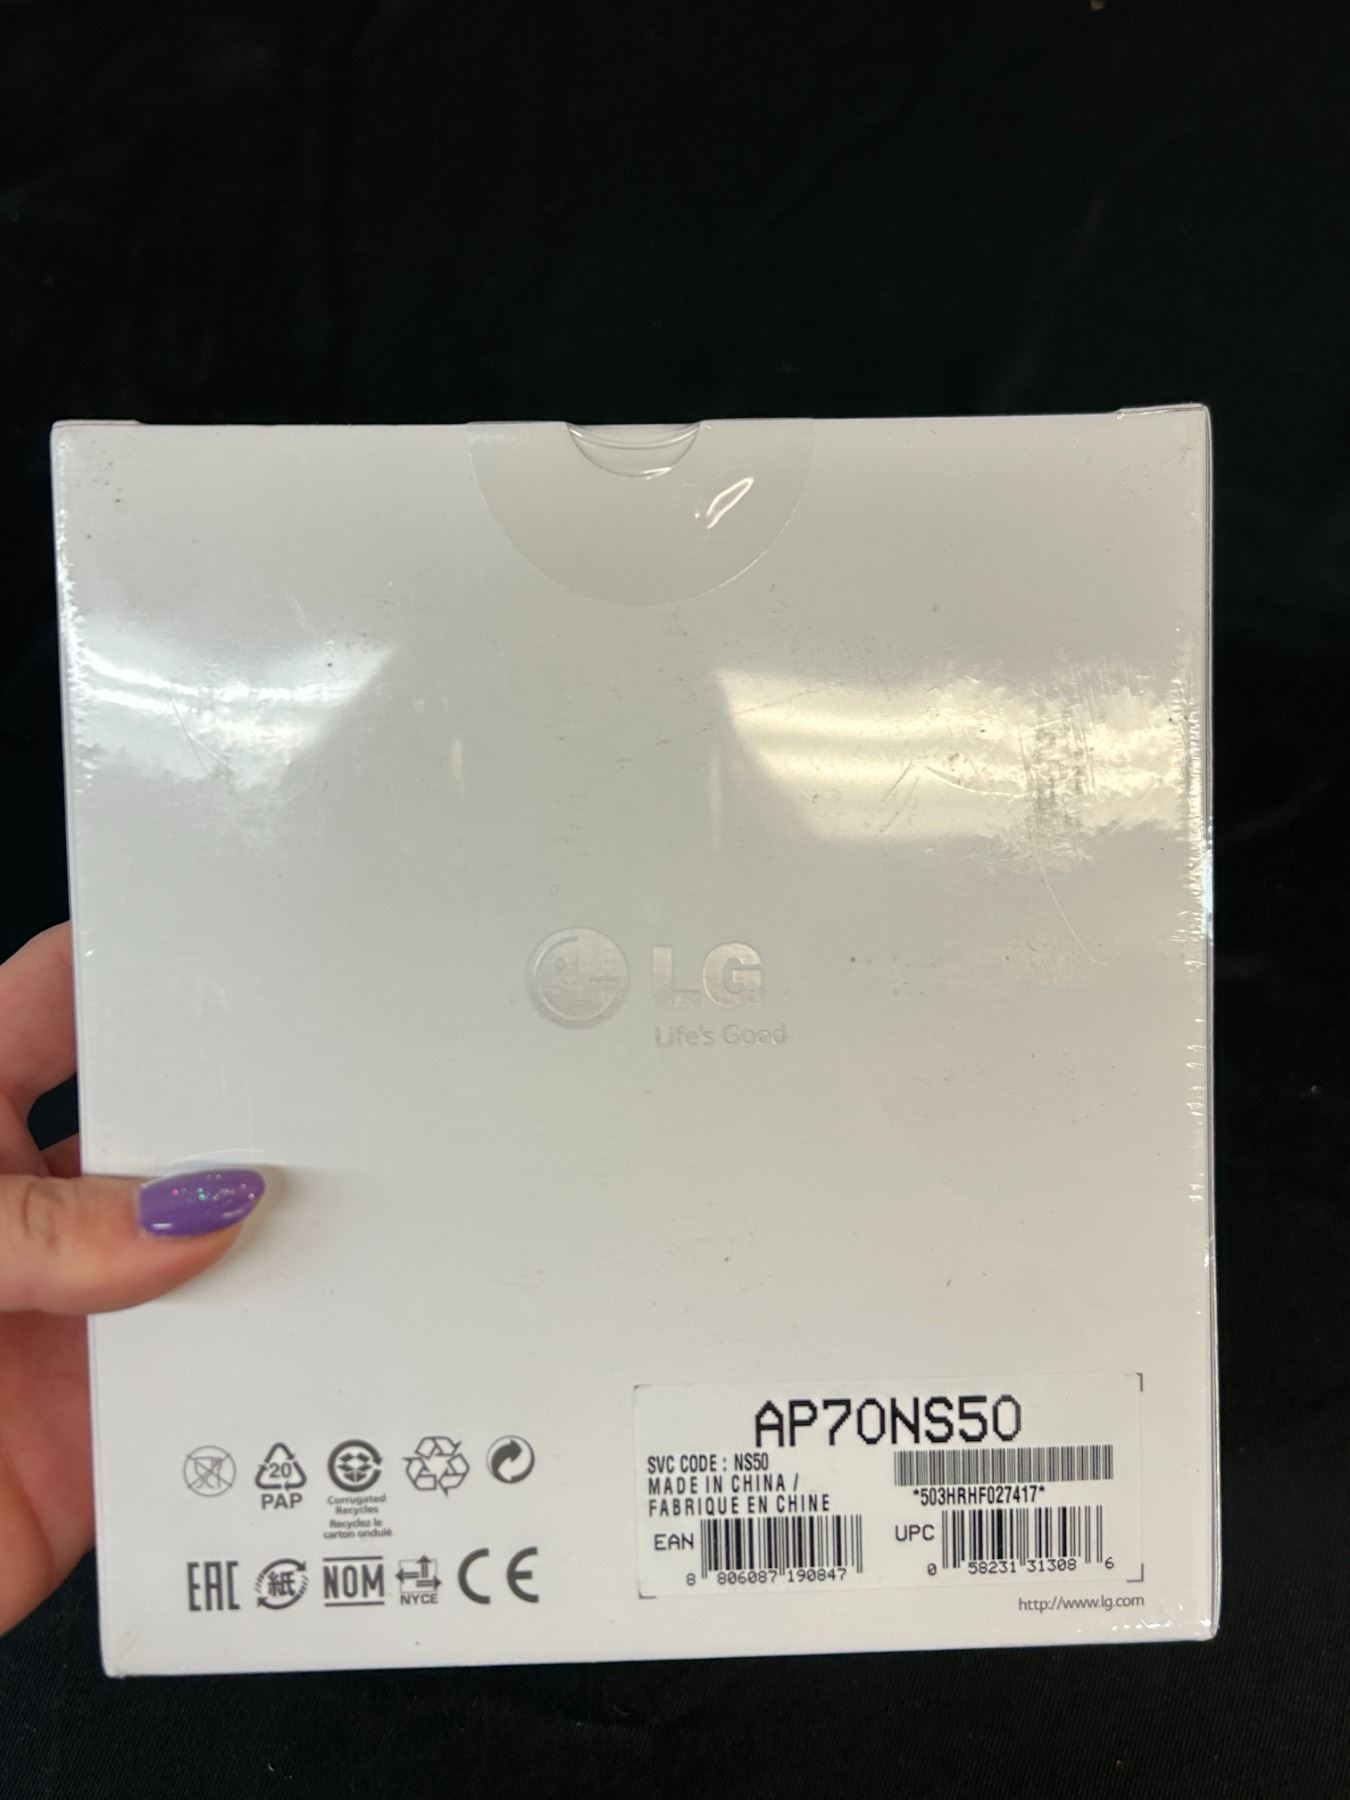 LG
Life's Good
20
PAP
Corrugated
Recycles
Recyclez le
carton ondulé
EAC
紙
NOM
NYCE
CE
AP70NS50
SVC CODE : NS50
MADE IN CHINA /
FABRIQUE EN CHINE
*503HRHF027417*
EAN
8 806087 190847
UPC
0 58231 31308 6
http://www.lg.com